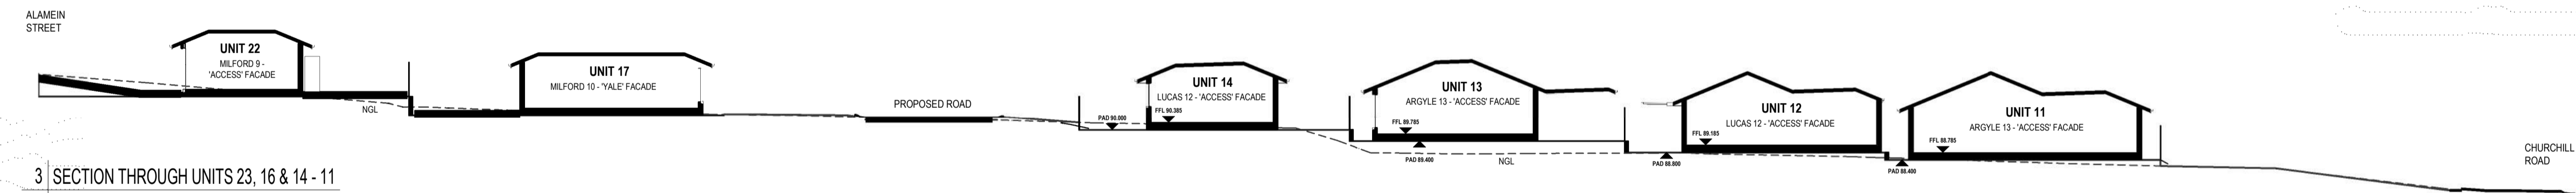 ALAMEIN
STREET
UNIT 22
MILFORD 9 -
'ACCESS' FACADE
NGL
UNIT 17
MILFORD 10 - 'YALE' FACADE
PROPOSED ROAD
PAD 90.000
UNIT 14
LUCAS 12 - 'ACCESS' FACADE
FFL 90.385
UNIT 13
ARGYLE 13 - 'ACCESS' FACADE
FFL 89.785
PAD 89.400
NGL
UNIT 12
LUCAS 12 - 'ACCESS' FACADE
FFL 89.185
PAD 88.800
UNIT 11
ARGYLE 13 - 'ACCESS' FACADE
FFL 88.785
PAD 88.400
CHURCHILL
ROAD
3 SECTION THROUGH UNITS 23, 16 & 14 - 11